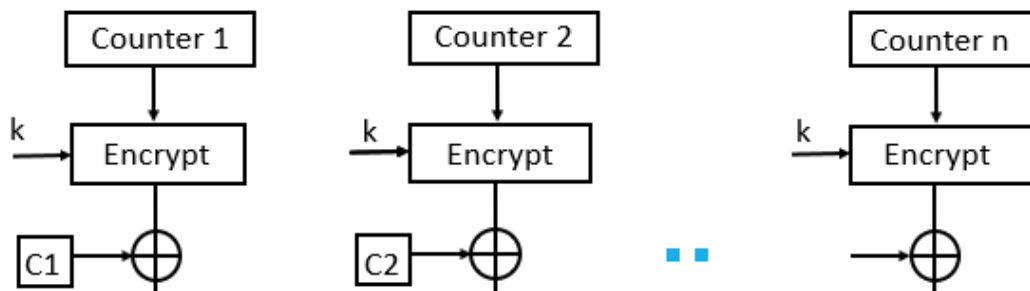 Counter 1
Counter 2
Counter n
k
Encrypt
k
Encrypt
k
Encrypt
C1
C2